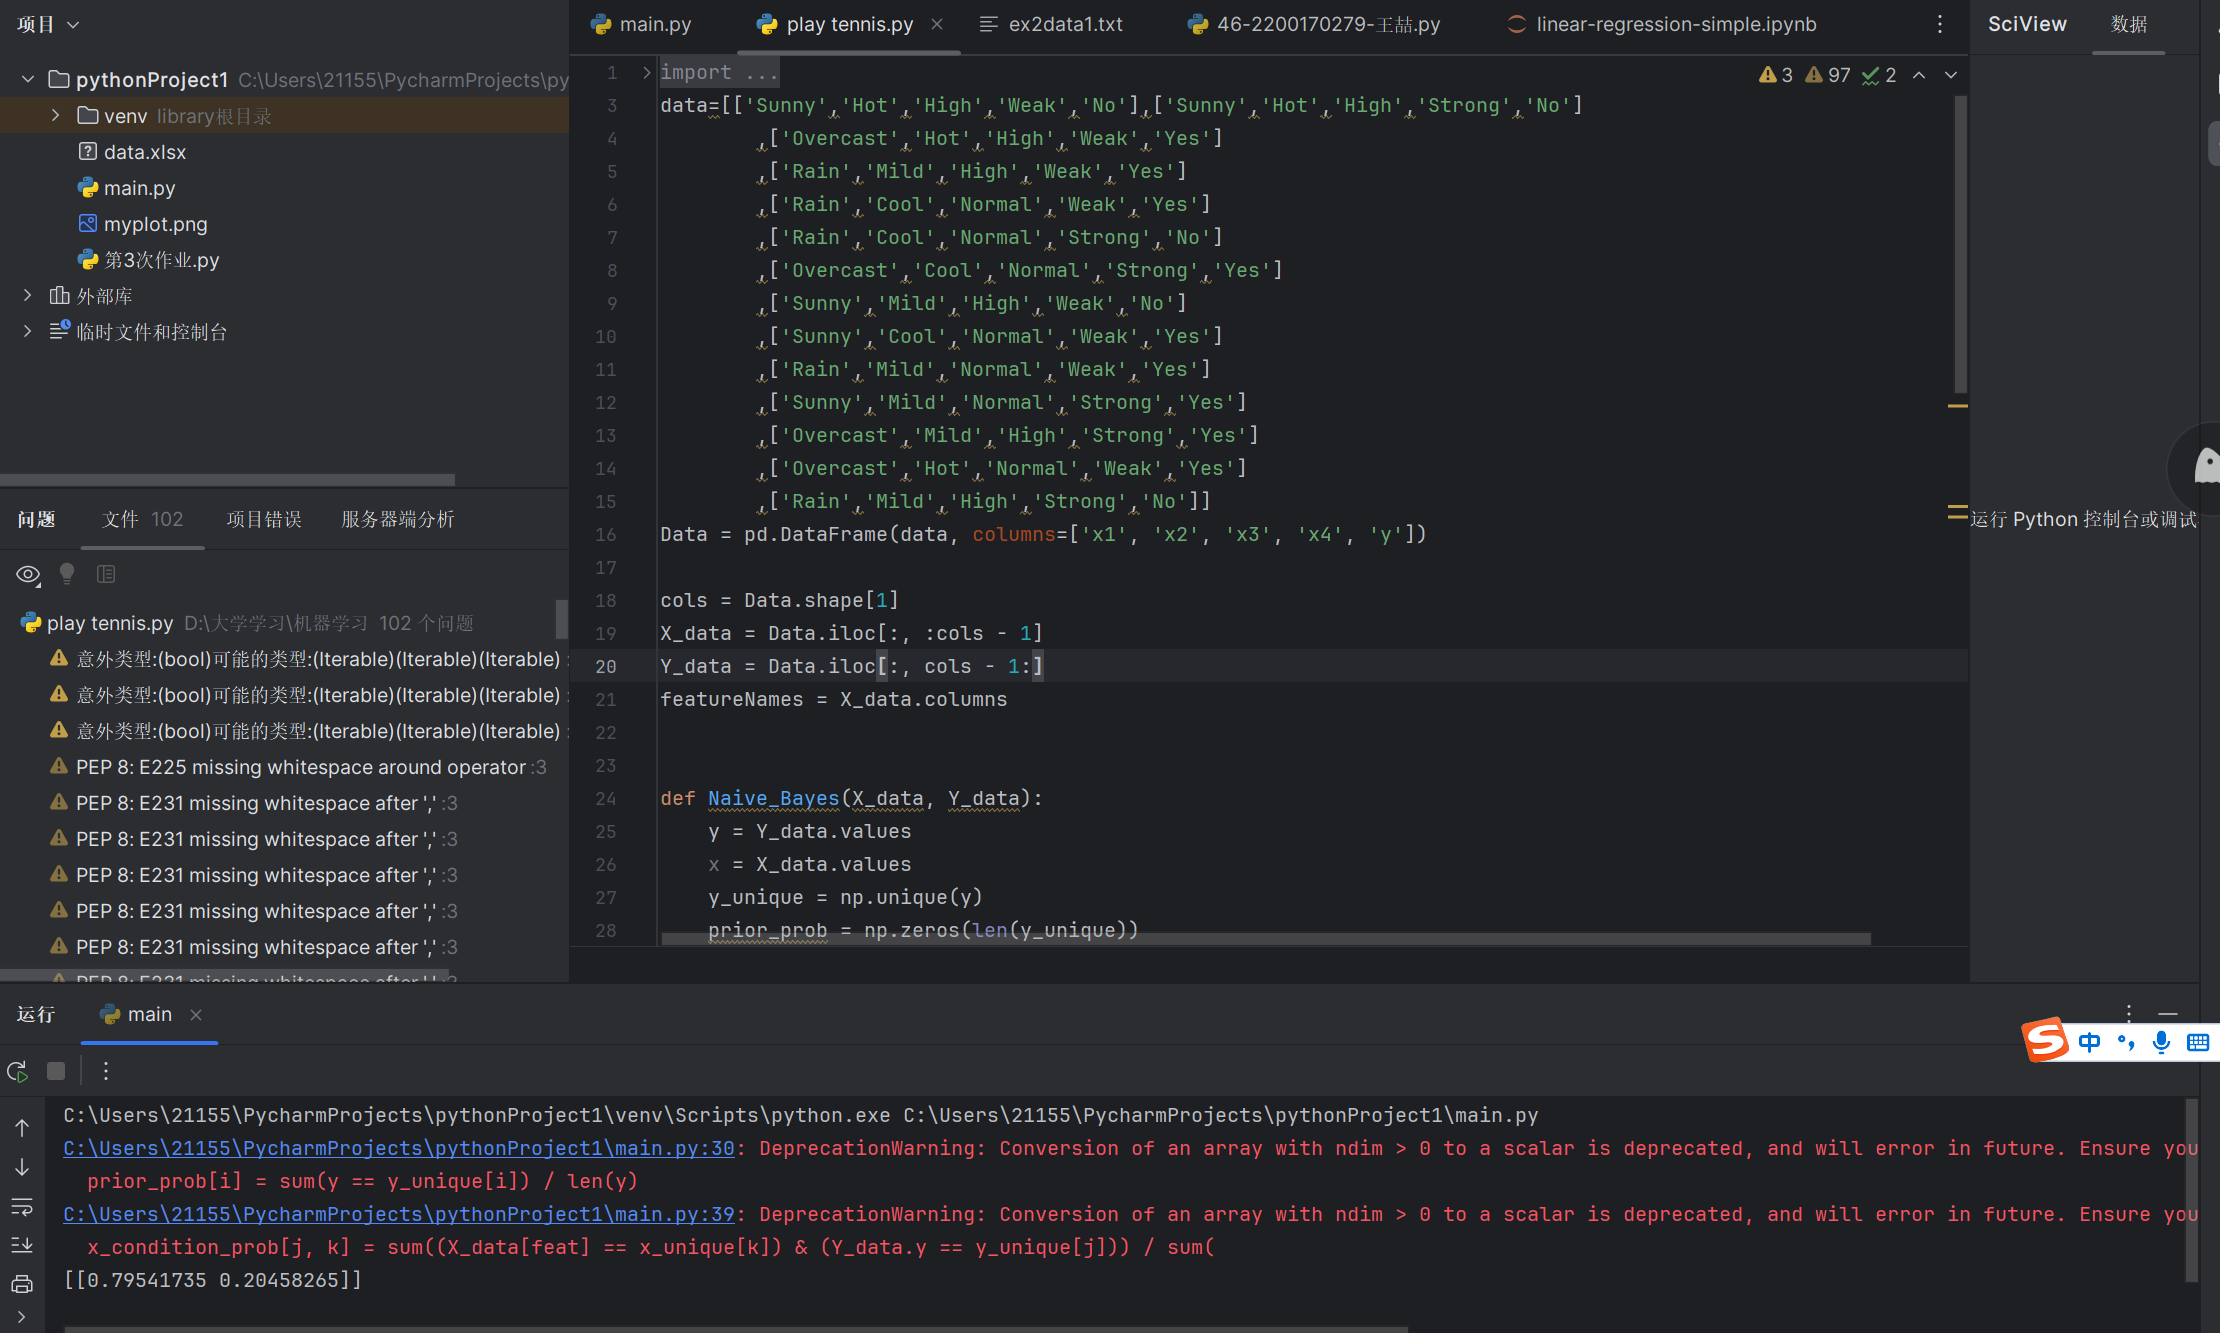 项目
main.py
play tennis.py
ex2data1.txt
46-2200170279-王喆.py
linear-regression-simple.ipynb
SciView
数据
pythonProject1 C:\Users\21155\PycharmProjects\py
venv library根目录
data.xlsx
main.py
myplot.png
第3次作业.py
外部库
临时文件和控制台
3 97 2
1 import ...
3 data=[['Sunny','Hot','High','Weak','No'],['Sunny','Hot','High','Strong','No']
4 ,['Overcast','Hot','High','Weak','Yes']
5 ,['Rain','Mild','High','Weak','Yes']
6 ,['Rain','Cool','Normal','Weak','Yes']
7 ,['Rain','Cool','Normal','Strong','No']
8 ,['Overcast','Cool','Normal','Strong','Yes']
9 ,['Sunny','Mild','High','Weak','No']
10 ,['Sunny','Cool','Normal','Weak','Yes']
11 ,['Rain','Mild','Normal','Weak','Yes']
12 ,['Sunny','Mild','Normal','Strong','Yes']
13 ,['Overcast','Mild','High','Strong','Yes']
14 ,['Overcast','Hot','Normal','Weak','Yes']
15 ,['Rain','Mild','High','Strong','No']]
16 Data = pd.DataFrame(data, columns=['x1', 'x2', 'x3', 'x4', 'y'])
17
18 cols = Data.shape[1]
19 X_data = Data.iloc[:, :cols - 1]
20 Y_data = Data.iloc[:, cols - 1:]
21 featureNames = X_data.columns
22
23
24 def Naive_Bayes(X_data, Y_data):
25 y = Y_data.values
26 x = X_data.values
27 y_unique = np.unique(y)
28 prior_prob = np.zeros(len(y_unique))
运行 Python 控制台或调试
问题 文件 102 项目错误 服务器端分析
play tennis.py D:\大学学习\机器学习 102 个问题
意外类型:(bool)可能的类型:(Iterable)(Iterable)(Iterable) :
意外类型:(bool)可能的类型:(Iterable)(Iterable)(Iterable) :
意外类型:(bool)可能的类型:(Iterable)(Iterable)(Iterable) :
PEP 8: E225 missing whitespace around operator :3
PEP 8: E231 missing whitespace after ',' :3
PEP 8: E231 missing whitespace after ',' :3
PEP 8: E231 missing whitespace after ',' :3
PEP 8: E231 missing whitespace after ',' :3
PEP 8: E231 missing whitespace after ',' :3
PEP 8: E231 missing whitespace after ',' :3
运行 main
S 中
C:\Users\21155\PycharmProjects\pythonProject1\venv\Scripts\python.exe C:\Users\21155\PycharmProjects\pythonProject1\main.py
C:\Users\21155\PycharmProjects\pythonProject1\main.py:30: DeprecationWarning: Conversion of an array with ndim > 0 to a scalar is deprecated, and will error in future. Ensure you
prior_prob[i] = sum(y == y_unique[i]) / len(y)
C:\Users\21155\PycharmProjects\pythonProject1\main.py:39: DeprecationWarning: Conversion of an array with ndim > 0 to a scalar is deprecated, and will error in future. Ensure you
x_condition_prob[j, k] = sum((X_data[feat] == x_unique[k]) & (Y_data.y == y_unique[j])) / sum(
[[0.79541735 0.20458265]]